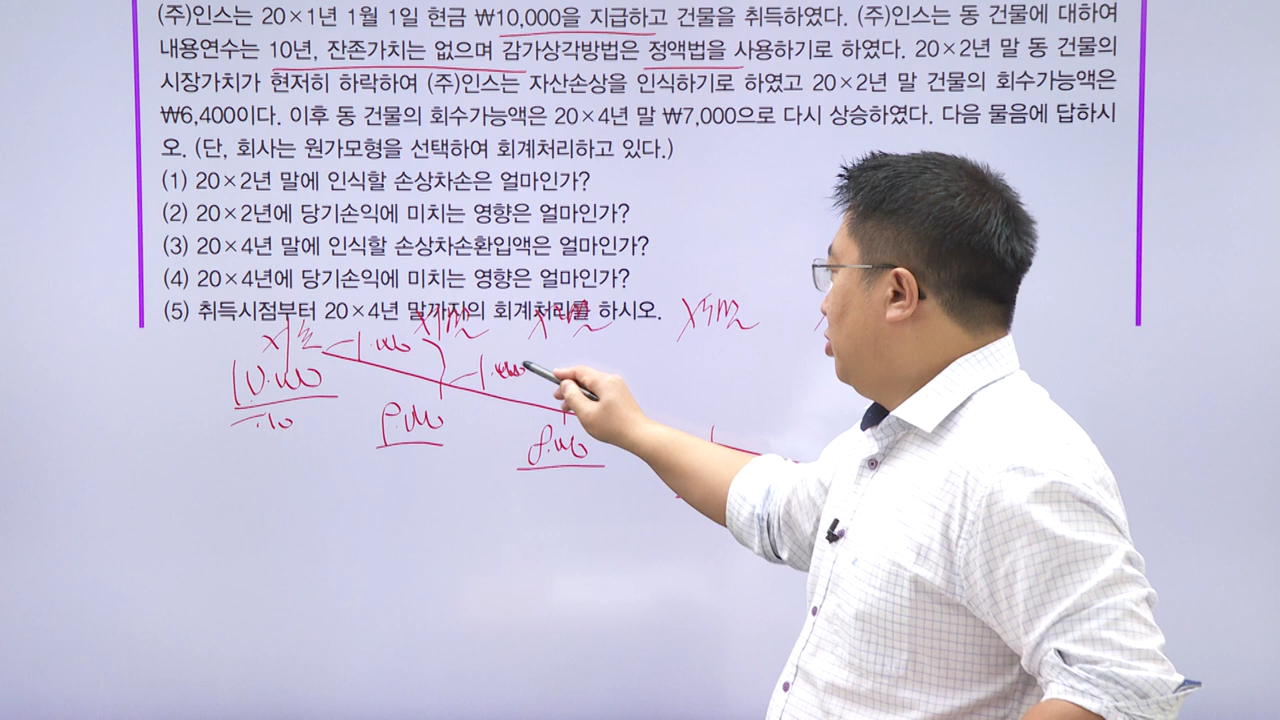 (주)인스는 20×1년 1월 1일 현금 ₩10,000을 지급하고 건물을 취득하였다. (주)인스는 동 건물에 대하여
내용연수는 10년, 잔존가치는 없으며 감가상각방법은 정액법을 사용하기로 하였다. 20×2년 말 동 건물의
시장가치가 현저히 하락하여 (주)인스는 자산손상을 인식하기로 하였고 20×2년 말 건물의 회수가능액은
₩6,400이다. 이후 동 건물의 회수가능액은 20×4년 말 ₩7,000으로 다시 상승하였다. 다음 물음에 답하시
오. (단, 회사는 원가모형을 선택하여 회계처리하고 있다.)
(1) 20×2년 말에 인식할 손상차손은 얼마인가?
(2) 20×2년에 당기손익에 미치는 영향은 얼마인가?
(3) 20×4년 말에 인식할 손상차손환입액은 얼마인가?
(4) 20×4년에 당기손익에 미치는 영향은 얼마인가?
(5) 취득시점부터 20×4년 말까지의 회계처리를 하시오.
-1.000
10.000
-1.000
÷10
9.000
8.000